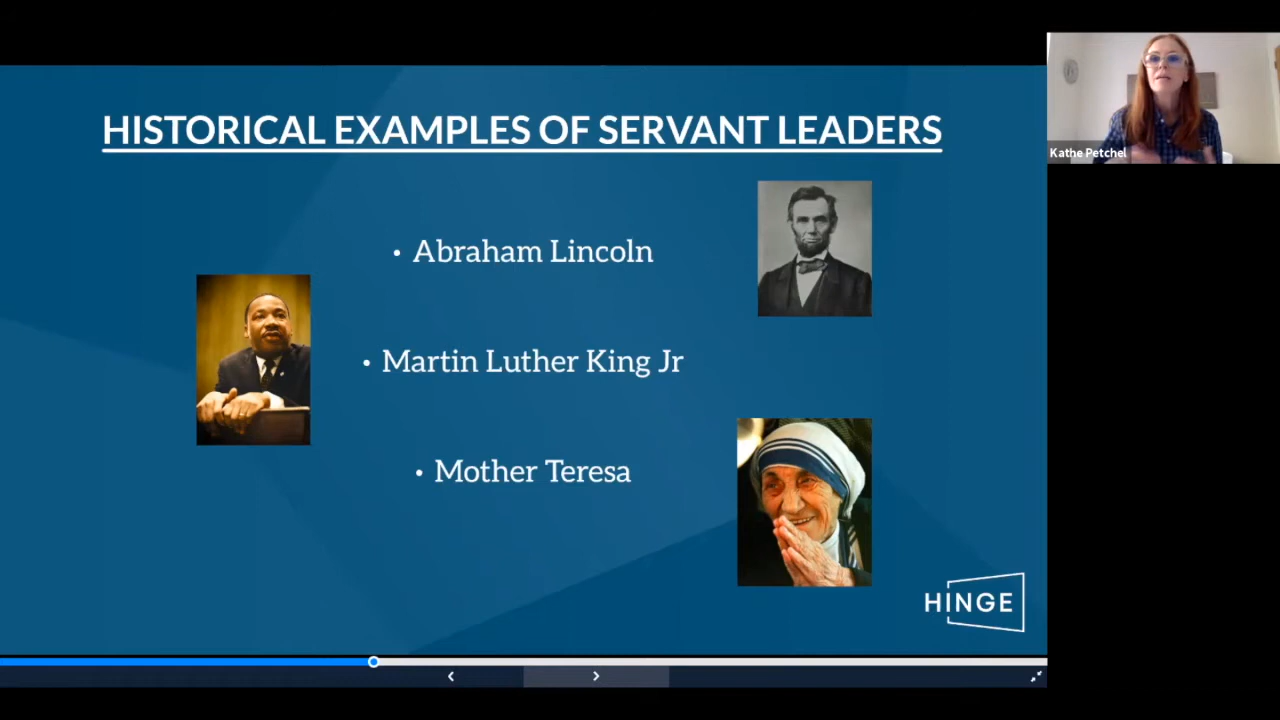 HISTORICAL EXAMPLES OF SERVANT LEADERS
• Abraham Lincoln
• Martin Luther King Jr
• Mother Teresa
HINGE
Kathe Petchel